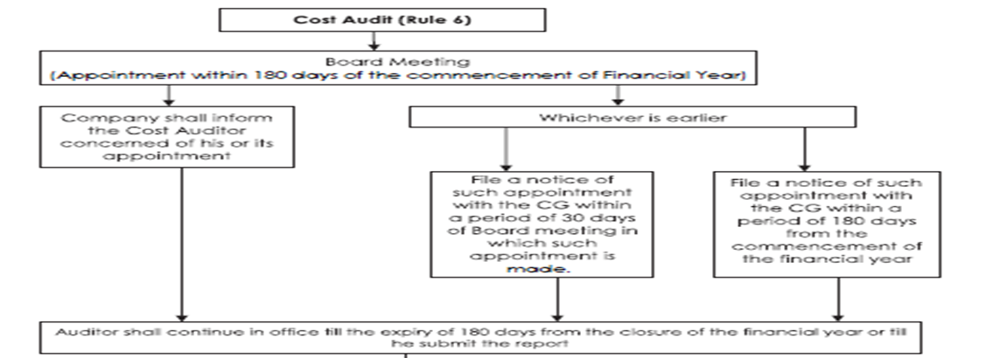 Cost Audit (Rule 6)
Board Meeting
(Appointment within 180 days of the commencement of Financial Year)
Company shall inform
the Cost Auditor
concerned of his or its
appointment
Whichever is earlier
File a notice of
such appointment
with the CG within
a period of 30 days
of Board meeting in
which such
appointment is
made.
File a notice of such
appointment with
the CG within a
period of 180 days
from the
commencement of
the financial year
Auditor shall continue in office till the expiry of 180 days from the closure of the financial year or till
he submit the report